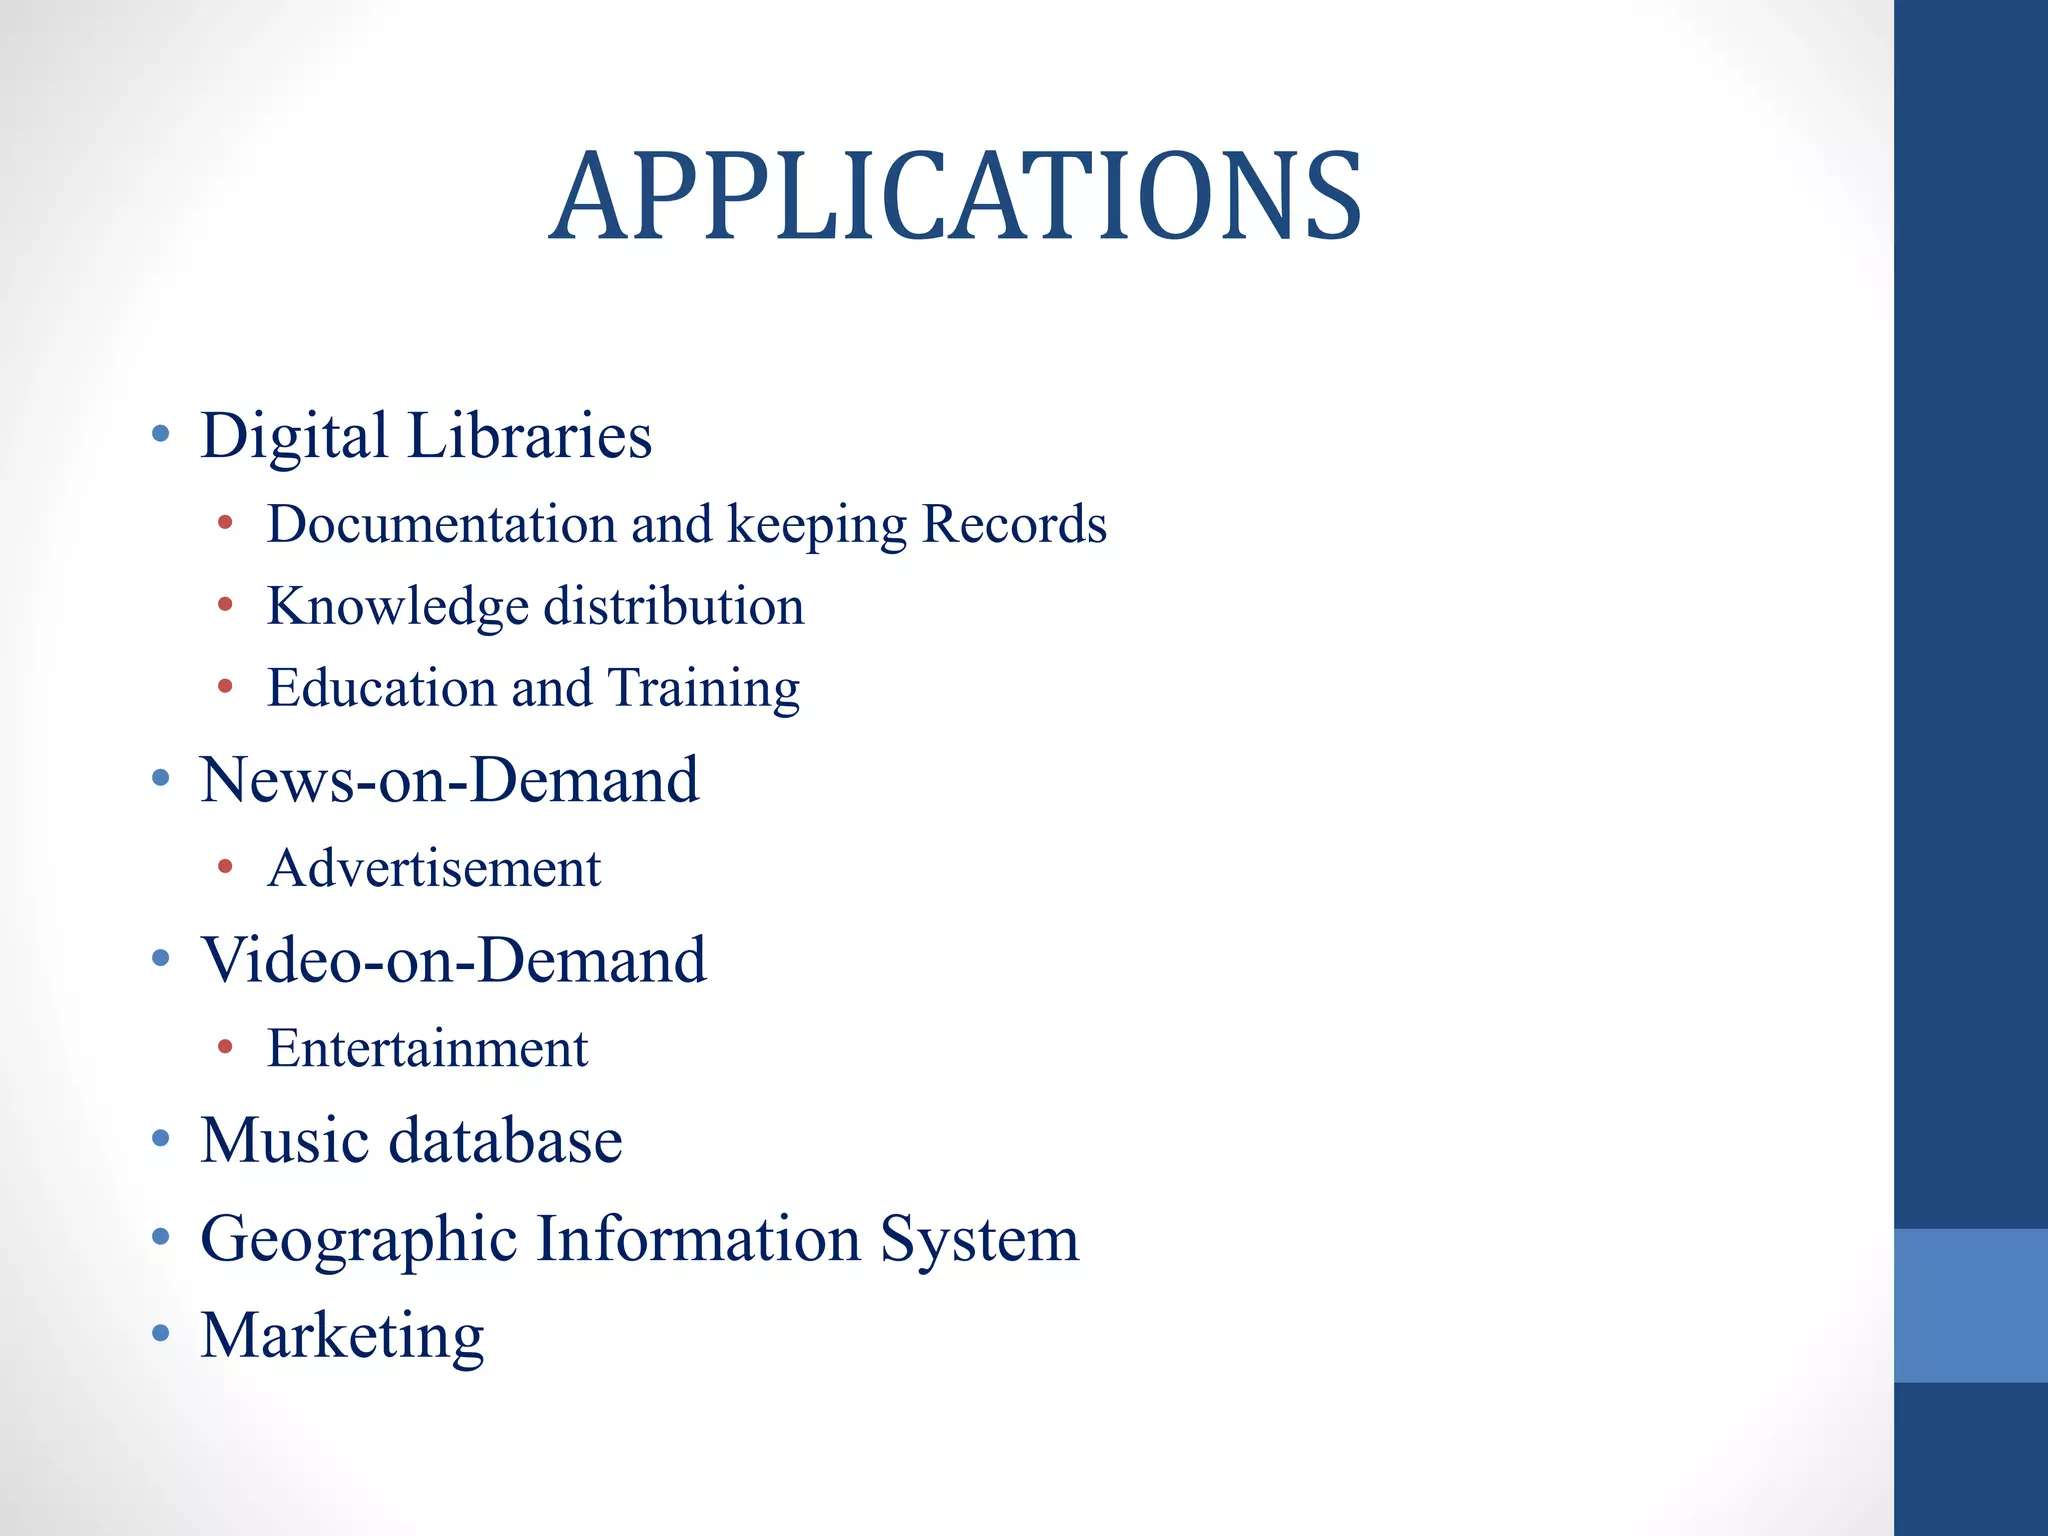 APPLICATIONS
• Digital Libraries
• Documentation and keeping Records
• Knowledge distribution
• Education and Training
• News-on-Demand
• Advertisement
• Video-on-Demand
• Entertainment
• Music database
• Geographic Information System
• Marketing